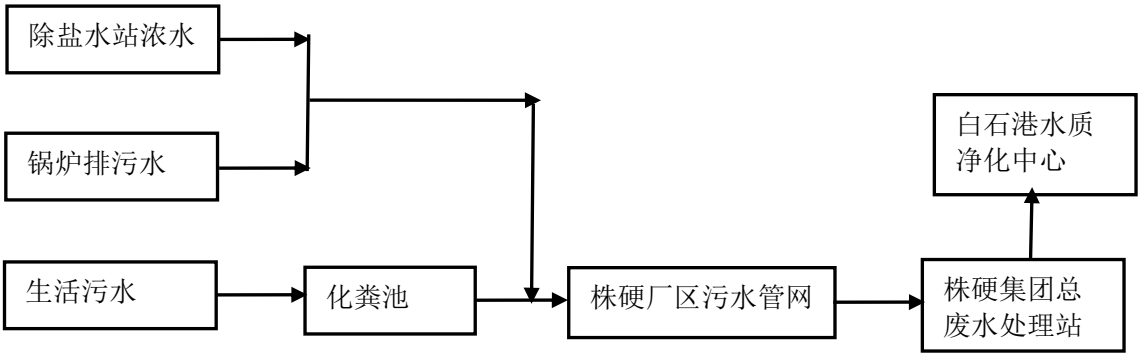 除盐水站浓水
锅炉排污水
生活污水
化粪池
株硬厂区污水管网
株硬集团总
废水处理站
白石港水质
净化中心